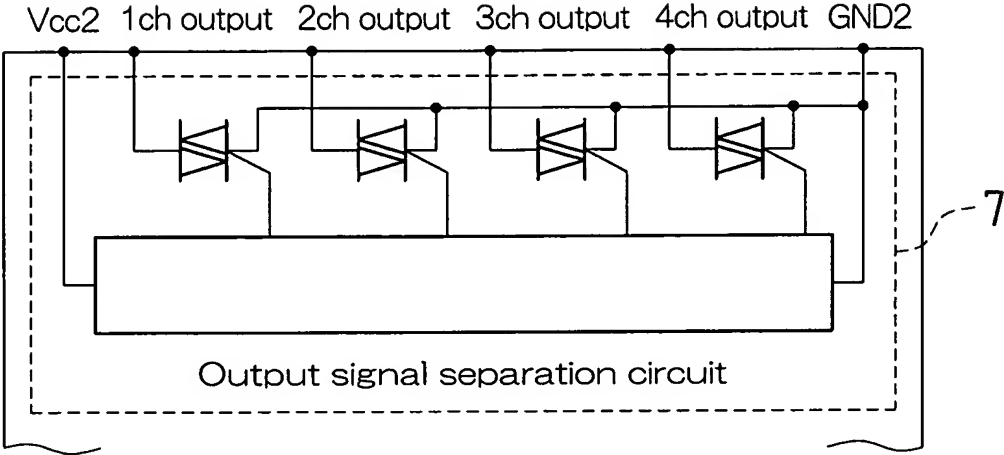 Vcc2 1ch output 2ch output 3ch output 4ch output GND2
7
Output signal separation circuit